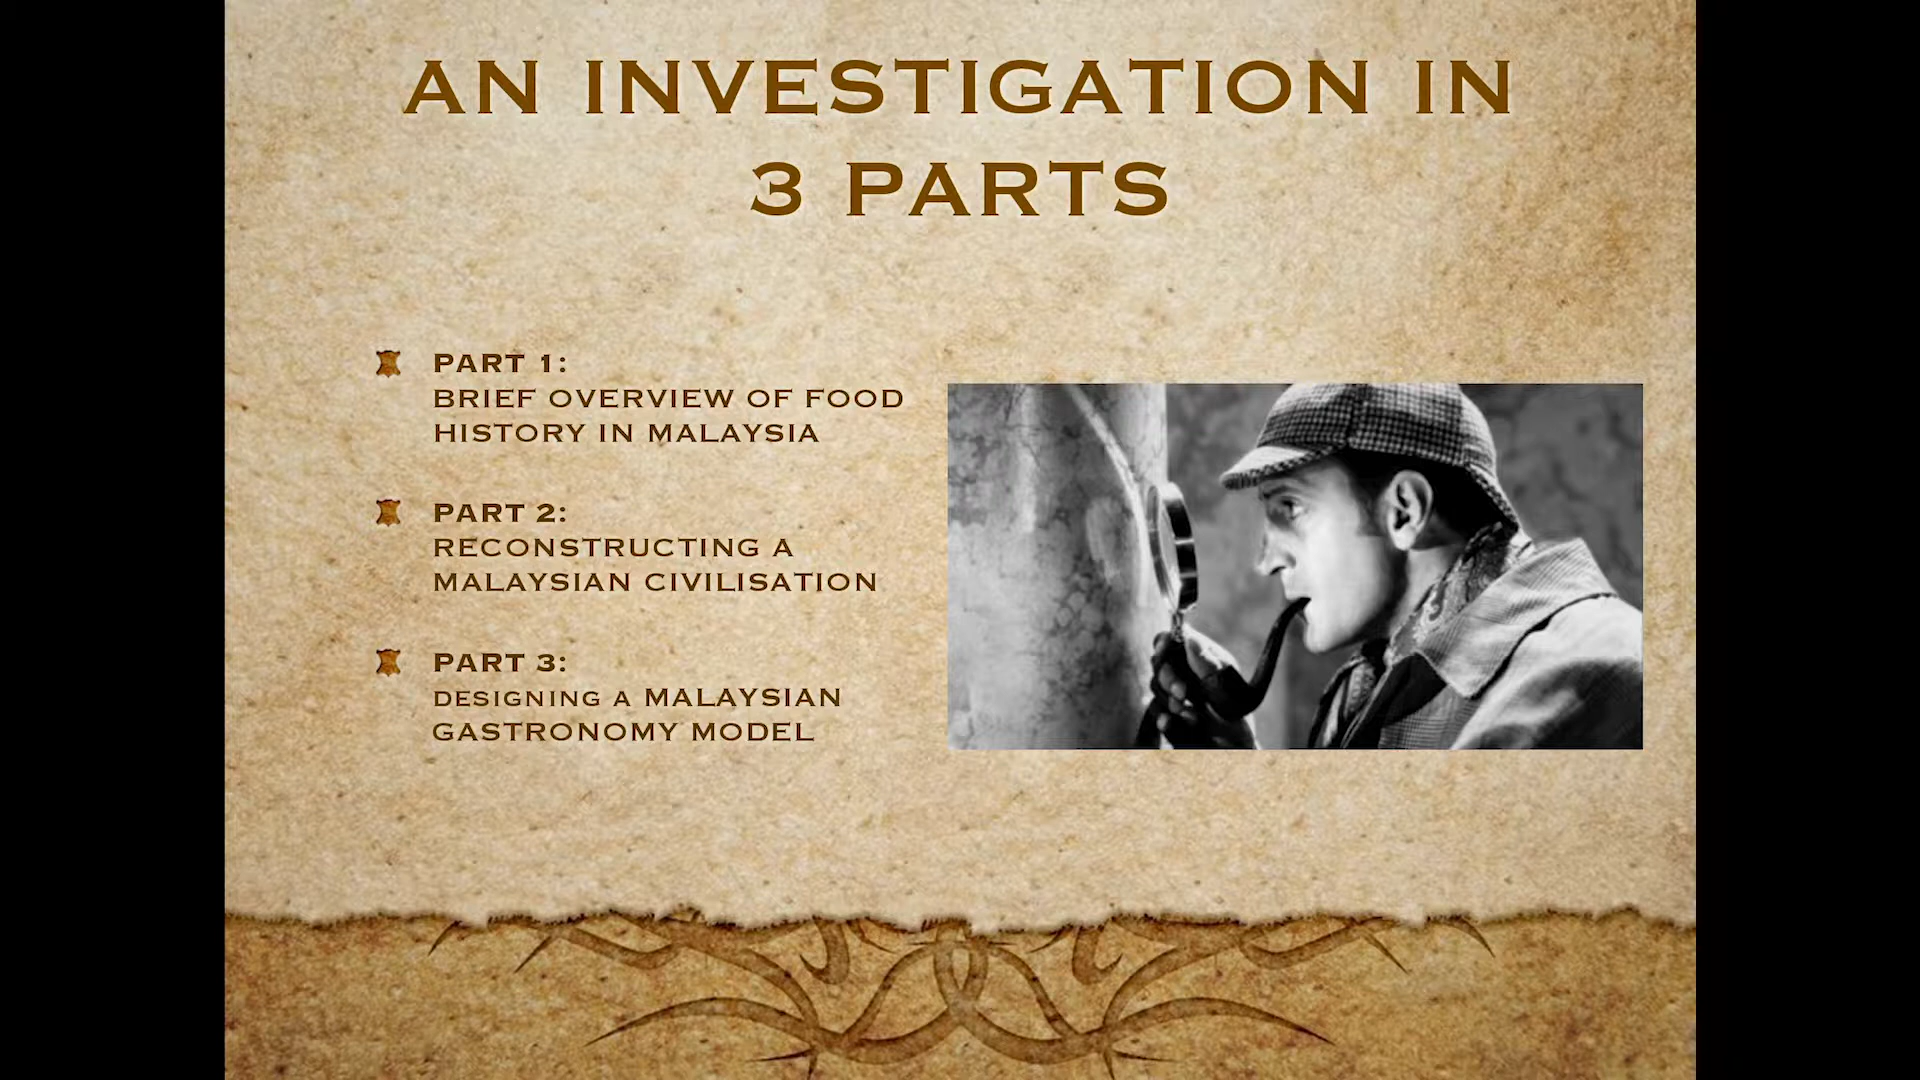 AN INVESTIGATION IN
3 PARTS
PART 1:
BRIEF OVERVIEW OF FOOD
HISTORY IN MALAYSIA
PART 2:
RECONSTRUCTING A
MALAYSIAN CIVILISATION
PART 3:
DESIGNING A MALAYSIAN
GASTRONOMY MODEL